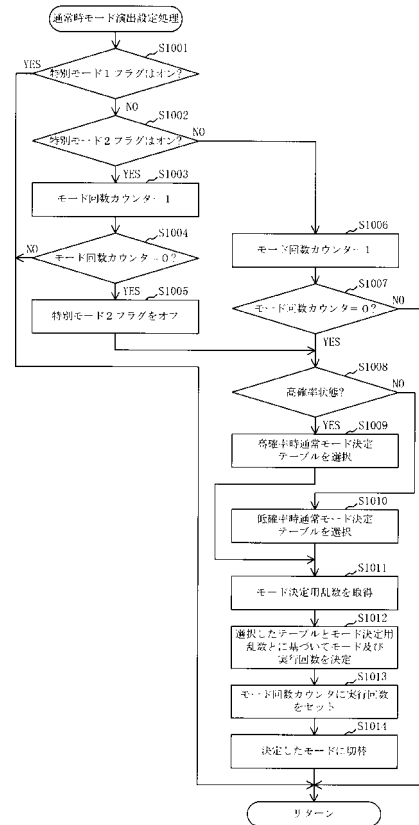 通常時モード演出設定処理
S1001
特別モード1フラグはオン?
YES
NO
S1002
特別モード2フラグはオン?
NO
YES
S1003
モード回数カウンタ－1
S1004
モード回数カウンタ＝0?
NO
YES
S1005
特別モード2フラグをオフ
S1006
モード回数カウンタ－1
S1007
モード回数カウンタ＝0?
NO
YES
S1008
高確率状態?
NO
YES
S1009
高確率時通常モード決定
テーブルを選択
S1010
低確率時通常モード決定
テーブルを選択
S1011
モード決定用乱数を取得
S1012
選択したテーブルとモード決定用
乱数とに基づいてモード及び
実行回数を決定
S1013
モード回数カウンタに実行回数
をセット
S1014
決定したモードに切替
リターン